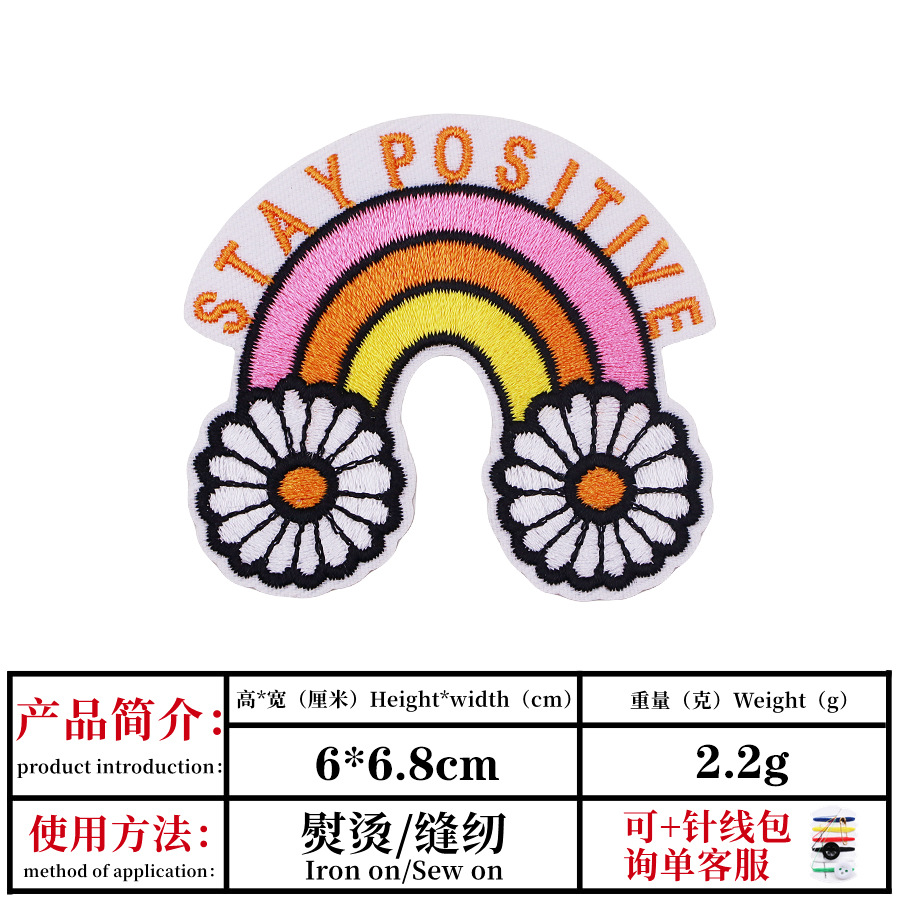 STAY POSITIVE
产品简介：
product introduction：
高*宽（厘米）Height*width（cm）
重量（克）Weight（g）
6*6.8cm
2.2g
使用方法：
method of application：
熨烫/缝纫
Iron on/Sew on
可+针线包
询单客服